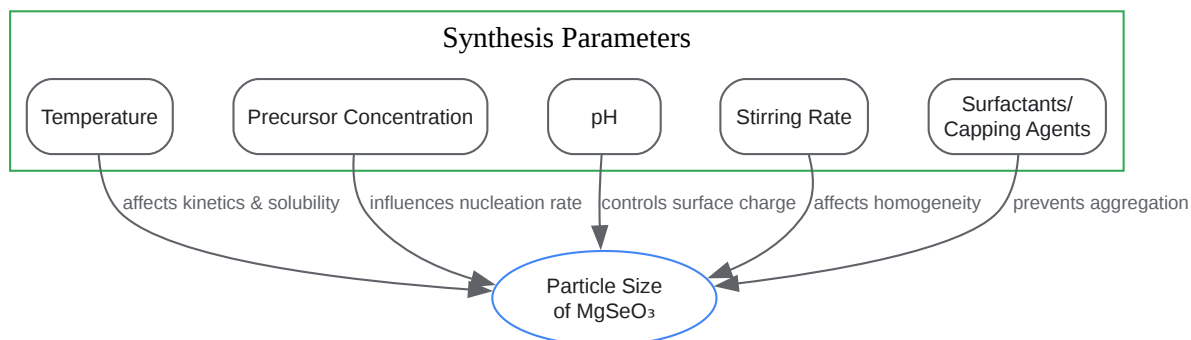 Synthesis Parameters
Temperature
Precursor Concentration
pH
Stirring Rate
Surfactants/
Capping Agents
affects kinetics & solubility
influences nucleation rate
controls surface charge
affects homogeneity
prevents aggregation
Particle Size
of MgSeO₃